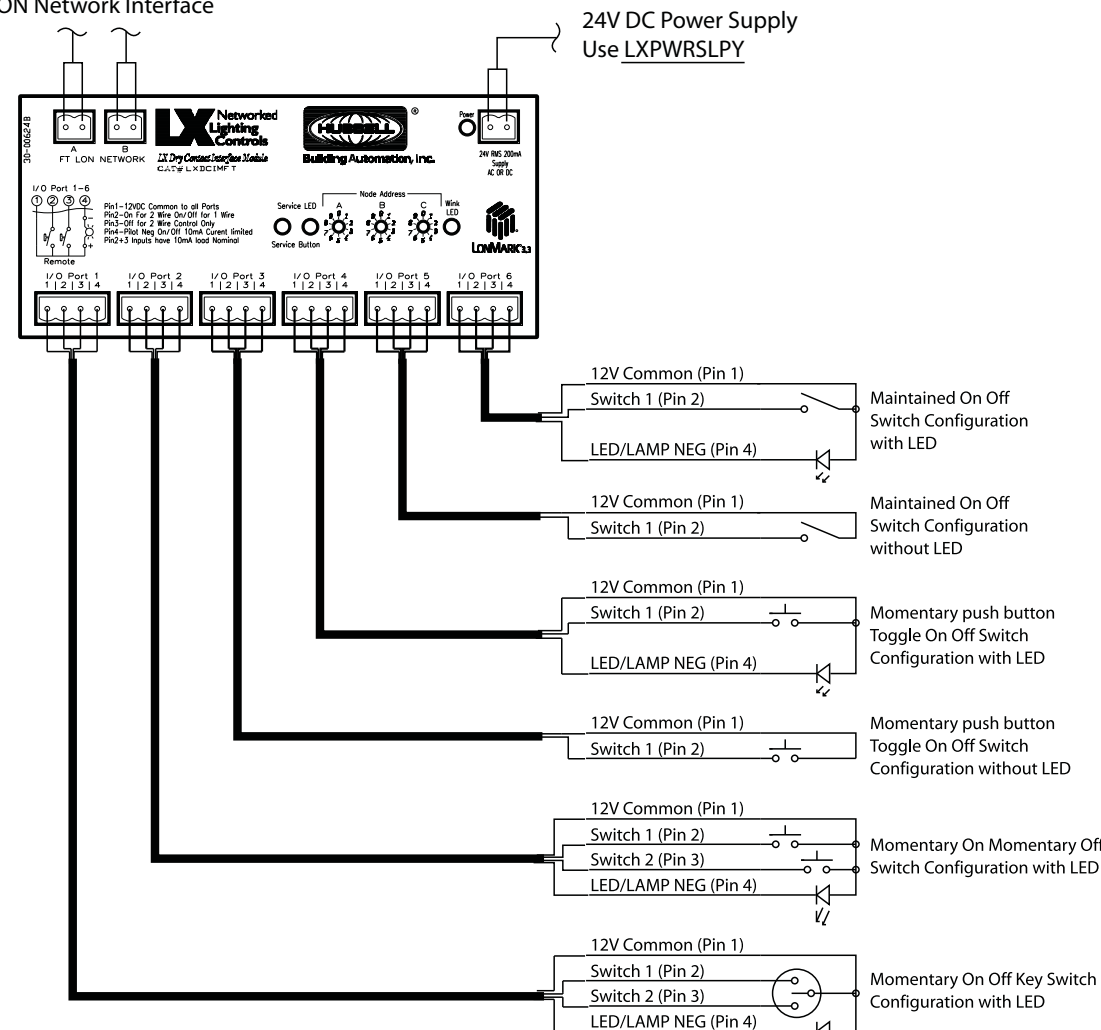 ON Network Interface
24V DC Power Supply
Use LXPWRSLPY
30-00624B
A
FT LON
B
NETWORK
LX Networked
Lighting
Controls
LX Dry Contact Interface Module
CAT# LXDCIMFT
HUSSELL
®
Building Automation, Inc.
Power
24V RMS 200mA
Supply
AC OR DC
I/O Port 1-6
1 2 3 4
Remote
Pin1-12VDC Common to all Ports
Pin2-On For 2 Wire On/Off for 1 Wire
Pin3-Off for 2 Wire Control Only
Pin4-Pilot Neg On/Off 10mA Curent limited
Pin2+3 Inputs have 10mA load Nominal
Node Address
Service LED
A
B
C
Wink
LED
Service Button
LONMARK 3.3
I/O Port 1
1|2|3|4
I/O Port 2
1|2|3|4
I/O Port 3
1|2|3|4
I/O Port 4
1|2|3|4
I/O Port 5
1|2|3|4
I/O Port 6
1|2|3|4
12V Common (Pin 1)
Switch 1 (Pin 2)
LED/LAMP NEG (Pin 4)
Maintained On Off
Switch Configuration
with LED
12V Common (Pin 1)
Switch 1 (Pin 2)
Maintained On Off
Switch Configuration
without LED
12V Common (Pin 1)
Switch 1 (Pin 2)
LED/LAMP NEG (Pin 4)
Momentary push button
Toggle On Off Switch
Configuration with LED
12V Common (Pin 1)
Switch 1 (Pin 2)
Momentary push button
Toggle On Off Switch
Configuration without LED
12V Common (Pin 1)
Switch 1 (Pin 2)
Switch 2 (Pin 3)
LED/LAMP NEG (Pin 4)
Momentary On Momentary Off
Switch Configuration with LED
12V Common (Pin 1)
Switch 1 (Pin 2)
Switch 2 (Pin 3)
LED/LAMP NEG (Pin 4)
Momentary On Off Key Switch
Configuration with LED